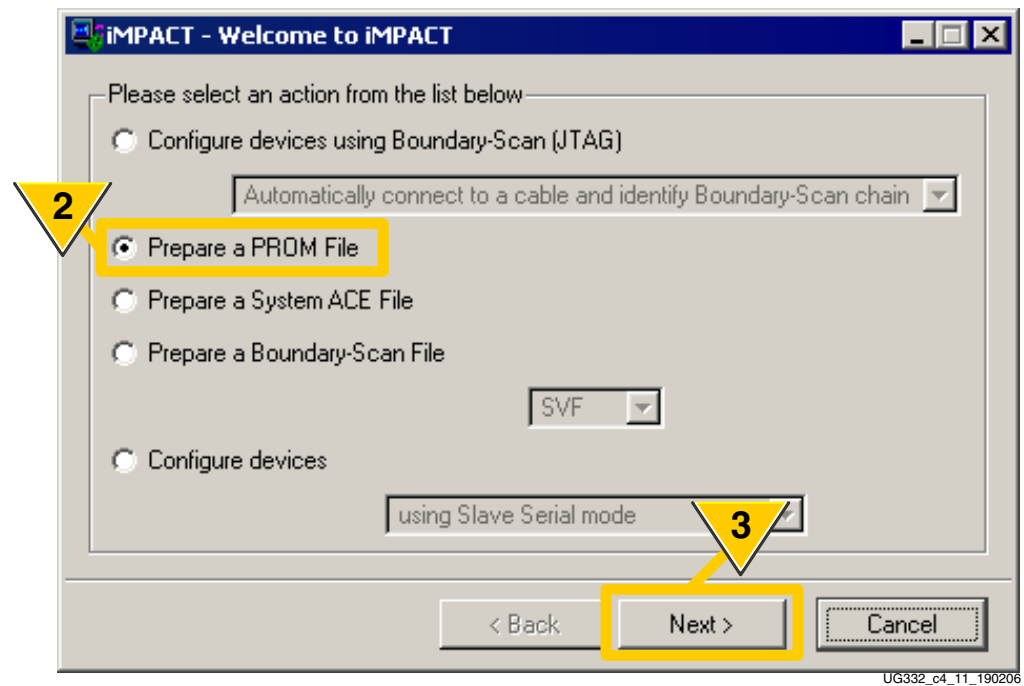 iMPACT - Welcome to iMPACT
Please select an action from the list below
Configure devices using Boundary-Scan (JTAG)
Automatically connect to a cable and identify Boundary-Scan chain
2
Prepare a PROM File
Prepare a System ACE File
Prepare a Boundary-Scan File
SVF
Configure devices
using Slave Serial mode
3
< Back
Next >
Cancel
UG332_c4_11_190206